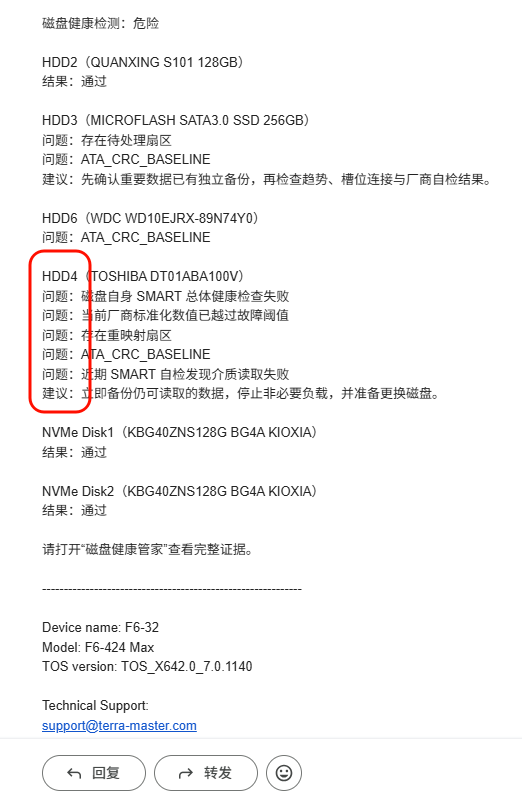 磁盘健康检测：危险
HDD2（QUANXING S101 128GB）
结果：通过
HDD3（MICROFLASH SATA3.0 SSD 256GB）
问题：存在待处理扇区
问题：ATA_CRC_BASELINE
建议：先确认重要数据已有独立备份，再检查趋势、槽位连接与厂商自检结果。
HDD6（WDC WD10EJRX-89N74Y0）
问题：ATA_CRC_BASELINE
HDD4（TOSHIBA DT01ABA100V）
问题：磁盘自身 SMART 总体健康检查失败
问题：当前厂商标准化数值已越过故障阈值
问题：存在重映射扇区
问题：ATA_CRC_BASELINE
问题：近期 SMART 自检发现介质读取失败
建议：立即备份仍可读取的数据，停止非必要负载，并准备更换磁盘。
NVMe Disk1（KBG40ZNS128G BG4A KIOXIA）
结果：通过
NVMe Disk2（KBG40ZNS128G BG4A KIOXIA）
结果：通过
请打开“磁盘健康管家”查看完整证据。
------------------------------------------------------------
Device name: F6-32
Model: F6-424 Max
TOS version: TOS_X642.0_7.0.1140
Technical Support:
support@terra-master.com
回复 转发